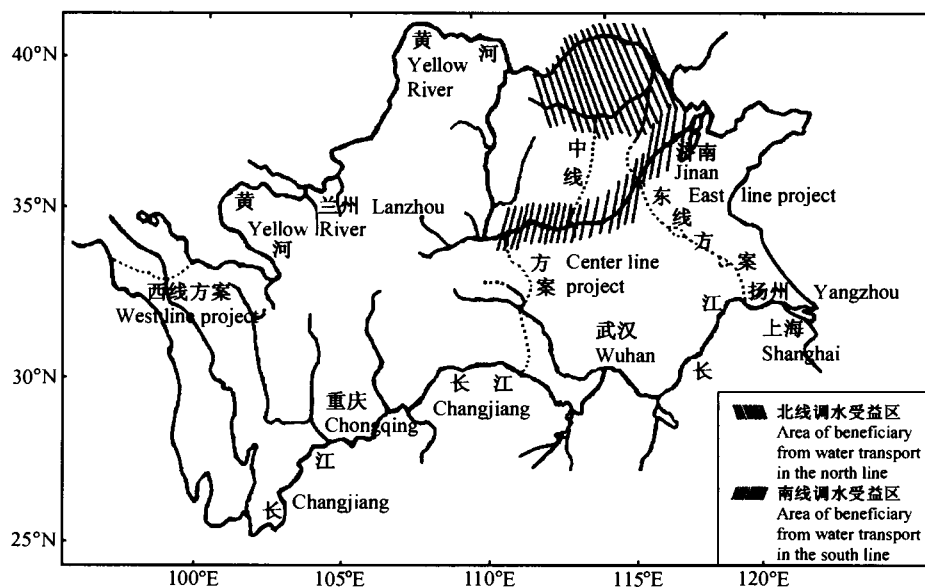 40°N
35°N
30°N
25°N
100°E
105°E
110°E
115°E
120°E
黄 河
Yellow
River
黄
河
Yellow River
兰州 Lanzhou
西线方案
West line project
中
线
方
案
Center line
project
济南
Jinan
东
线
方
案
East line project
扬州 Yangzhou
上海
Shanghai
武汉
Wuhan
江
长
长 江
Changjiang
重庆
Chongqing
江
长
Changjiang
北线调水受益区
Area of beneficiary
from water transport
in the north line
南线调水受益区
Area of beneficiary
from water transport
in the south line